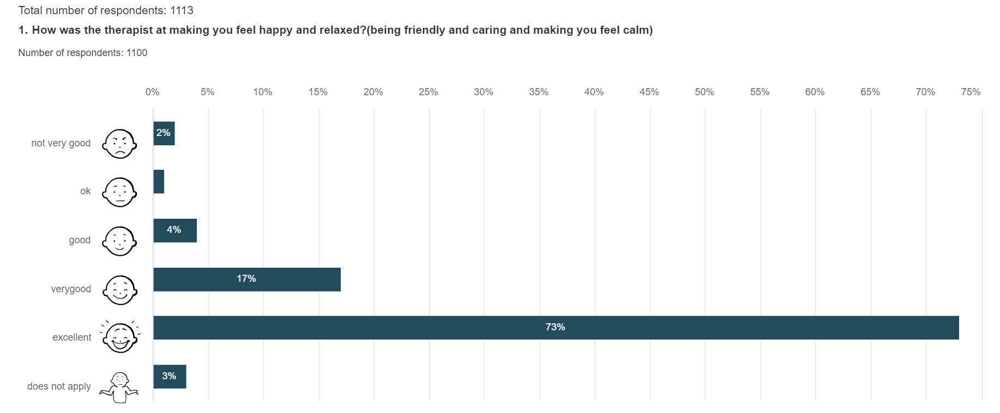 Total number of respondents: 1113
1. How was the therapist at making you feel happy and relaxed?(being friendly and caring and making you feel calm)
Number of respondents: 1100
0% 5% 10% 15% 20% 25% 30% 35% 40% 45% 50% 55% 60% 65% 70% 75%
not very good 2%
ok
good 4%
verygood 17%
excellent 73%
does not apply 3%